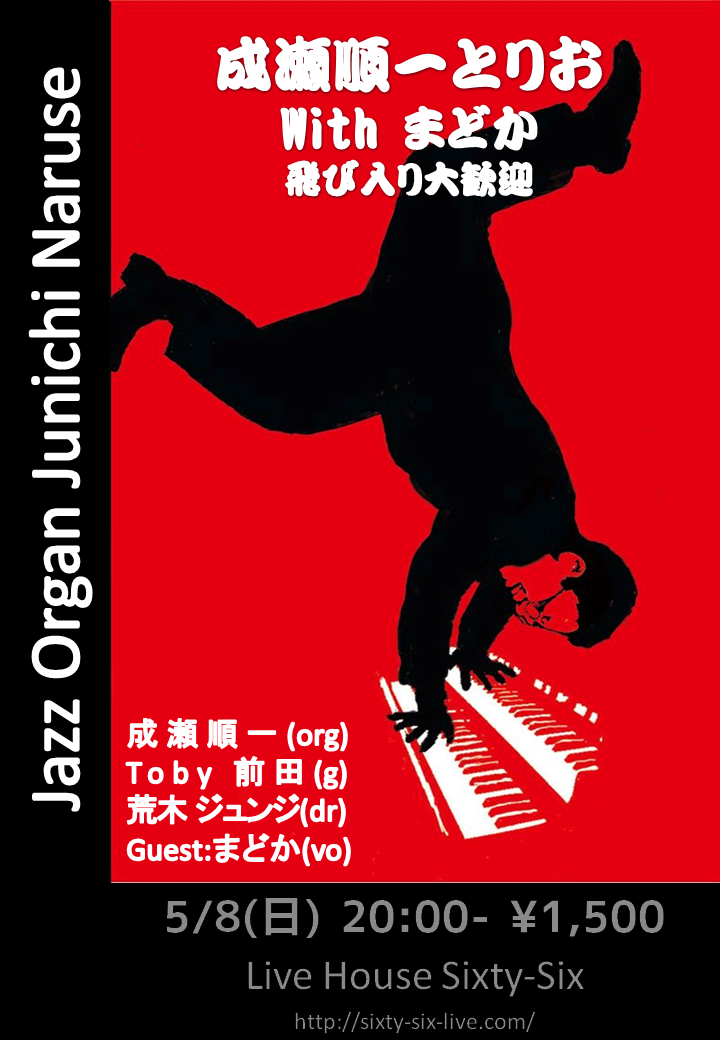 成瀬順一とりお
With まどか
飛び入り大歓迎
Jazz Organ Junichi Naruse
成瀬順一(org)
Toby 前田(g)
荒木 ジュンジ(dr)
Guest:まどか(vo)
5/8(日) 20:00- ¥1,500
Live House Sixty-Six
http://sixty-six-live.com/